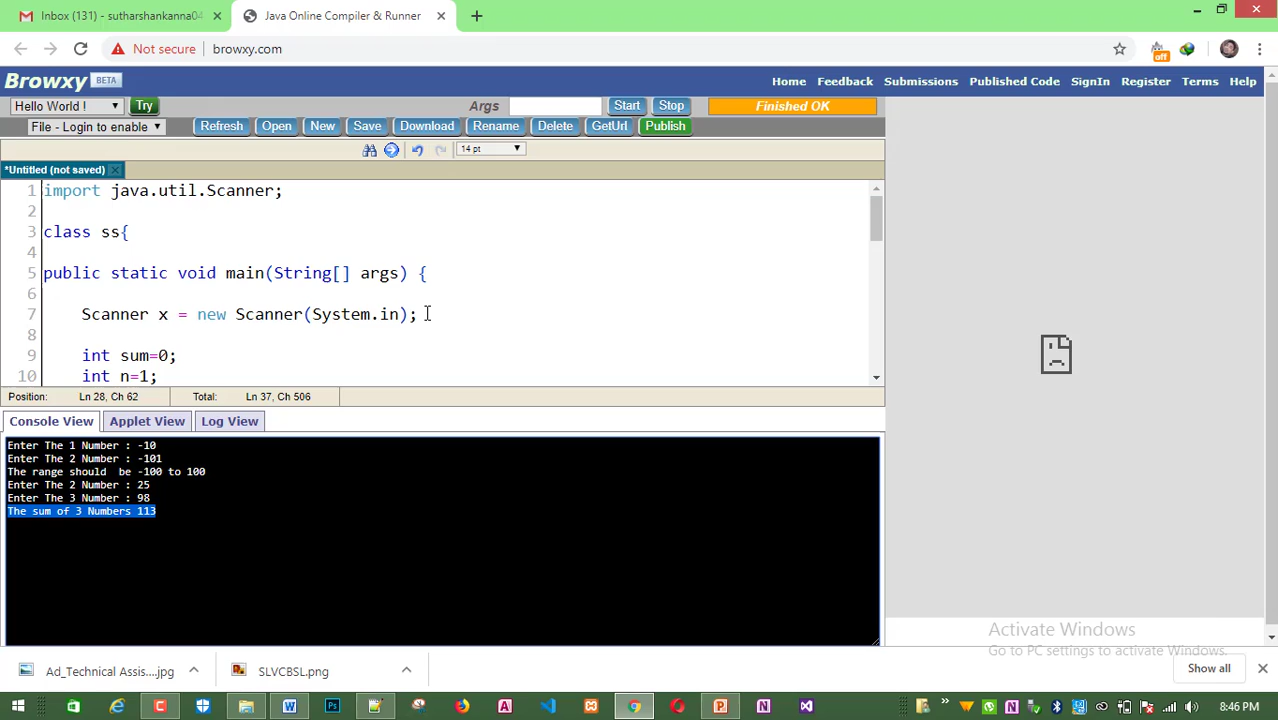 Inbox (131) - sutharshankanna04
Java Online Compiler & Runner
Not secure
browxy.com
off
Browxy BETA
Home Feedback Submissions Published Code SignIn Register Terms Help
Hello World !
Try
Args
Start
Stop
Finished OK
File - Login to enable
Refresh
Open
New
Save
Download
Rename
Delete
GetUrl
Publish
14 pt
*Untitled (not saved)
1 import java.util.Scanner;
2
3 class ss{
4
5 public static void main(String[] args) {
6
7 Scanner x = new Scanner(System.in);
8
9 int sum=0;
10 int n=1;
Position: Ln 28, Ch 62 Total: Ln 37, Ch 506
Console View
Applet View
Log View
Enter The 1 Number : -10
Enter The 2 Number : -101
The range should  be -100 to 100
Enter The 2 Number : 25
Enter The 3 Number : 98
The sum of 3 Numbers 113
Activate Windows
Go to PC settings to activate Windows.
Ad_Technical Assis....jpg
SLVCBSL.png
Show all
8:46 PM